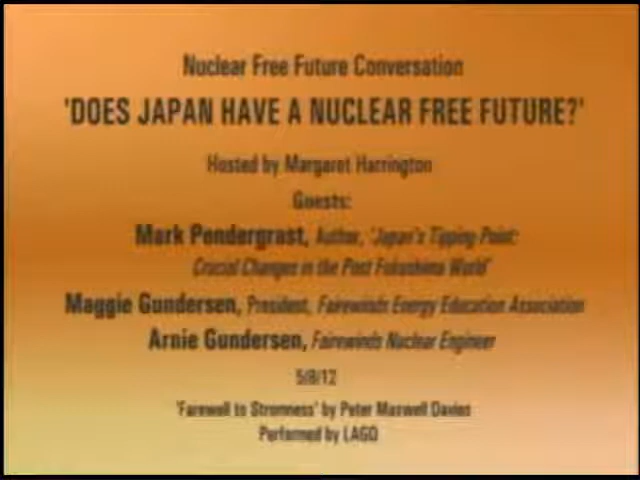 Nuclear Free Future Conversation
'DOES JAPAN HAVE A NUCLEAR FREE FUTURE?'
Hosted by Margaret Harrington
Guests:
Mark Pendergrast, Author, 'Japan's Tipping Point:
Crucial Changes in the Post Fukushima World'
Maggie Gundersen, President, Fairewinds Energy Education Association
Arnie Gundersen, Fairewinds Nuclear Engineer
5/8/12
'Farewell to Stromness' by Peter Maxwell Davies
Performed by LAGQ